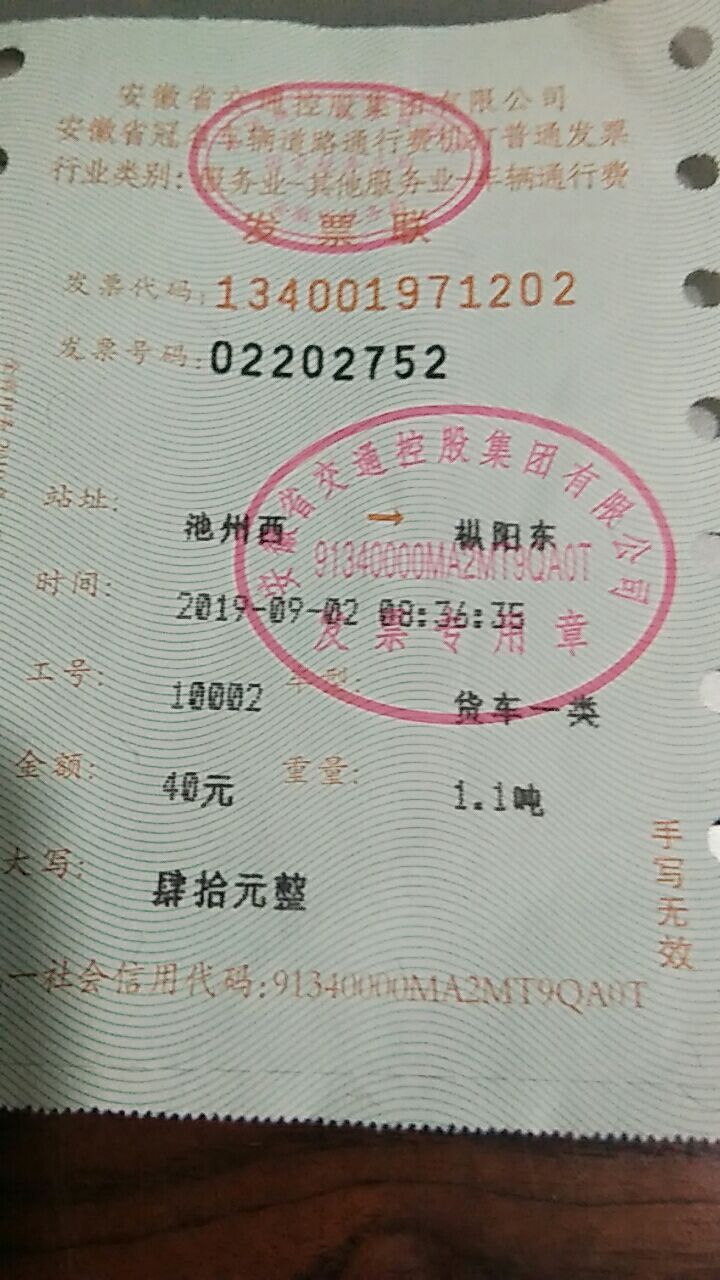 安徽省交通控股集团有限公司
安徽省冠名车辆道路通行费机打普通发票
行业类别:服务业-其他服务业-车辆通行费
发票联
发票代码:134001971202
发票号码:02202752
安徽省交通控股集团有限公司
91340000MA2MT9QA0T
发票专用章
站址: 池州西 → 枞阳东
时间: 2019-09-02 08:36:35
工号: 10002 车型: 货车一类
金额: 40元 重量: 1.1吨
大写: 肆拾元整
手写无效
一社会信用代码:91340000MA2MT9QA0T